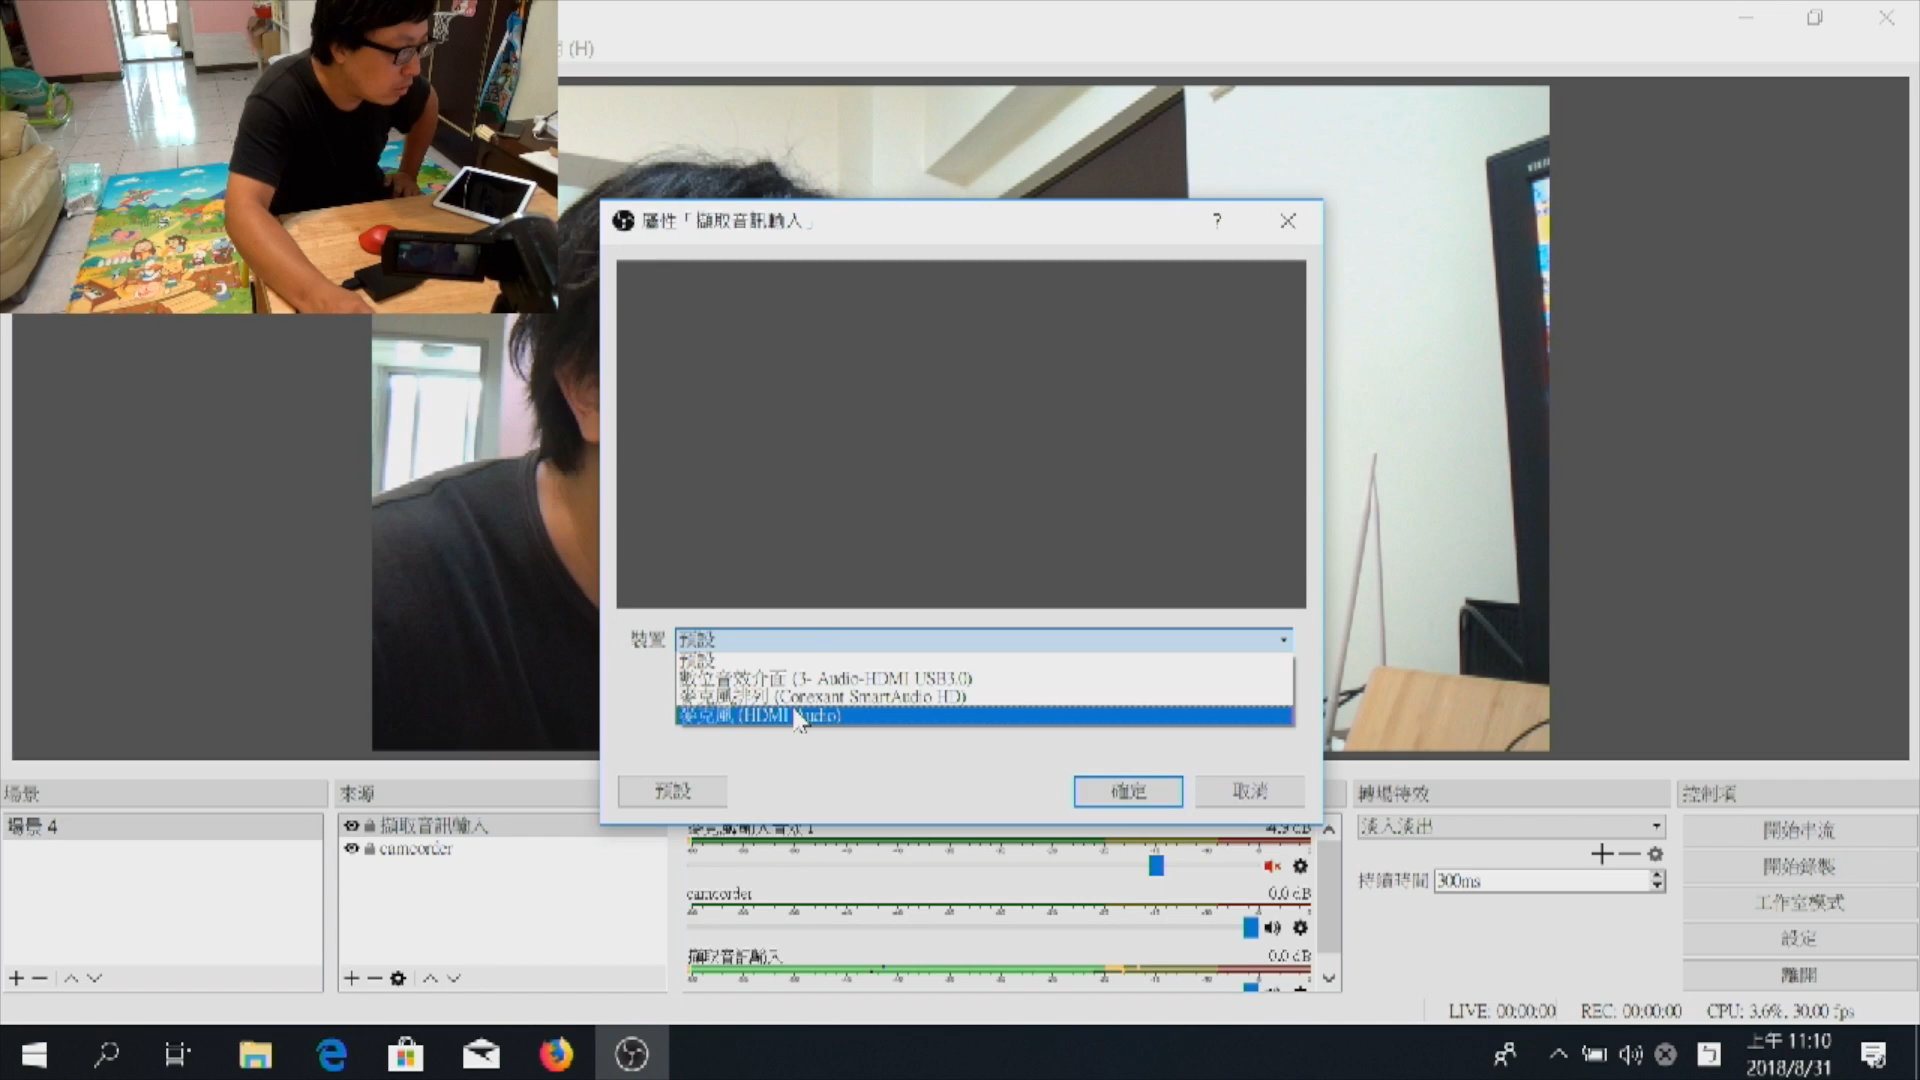 (H)
屬性「擷取音訊輸入」
?
裝置 預設
預設
數位音效介面 (3- Audio-HDMI USB3.0)
麥克風排列 (Conexant SmartAudio HD)
麥克風 (HDMI Audio)
預設
確定
取消
場景
場景 4
來源
擷取音訊輸入
camcorder
4.9 dB
camcorder
0.0 dB
擷取音訊輸入
0.0 dB
轉場特效
淡入淡出
持續時間 300ms
控制項
開始串流
開始錄製
工作室模式
設定
離開
LIVE: 00:00:00
REC: 00:00:00
CPU: 3.6%, 30.00 fps
上午 11:10
2018/8/31